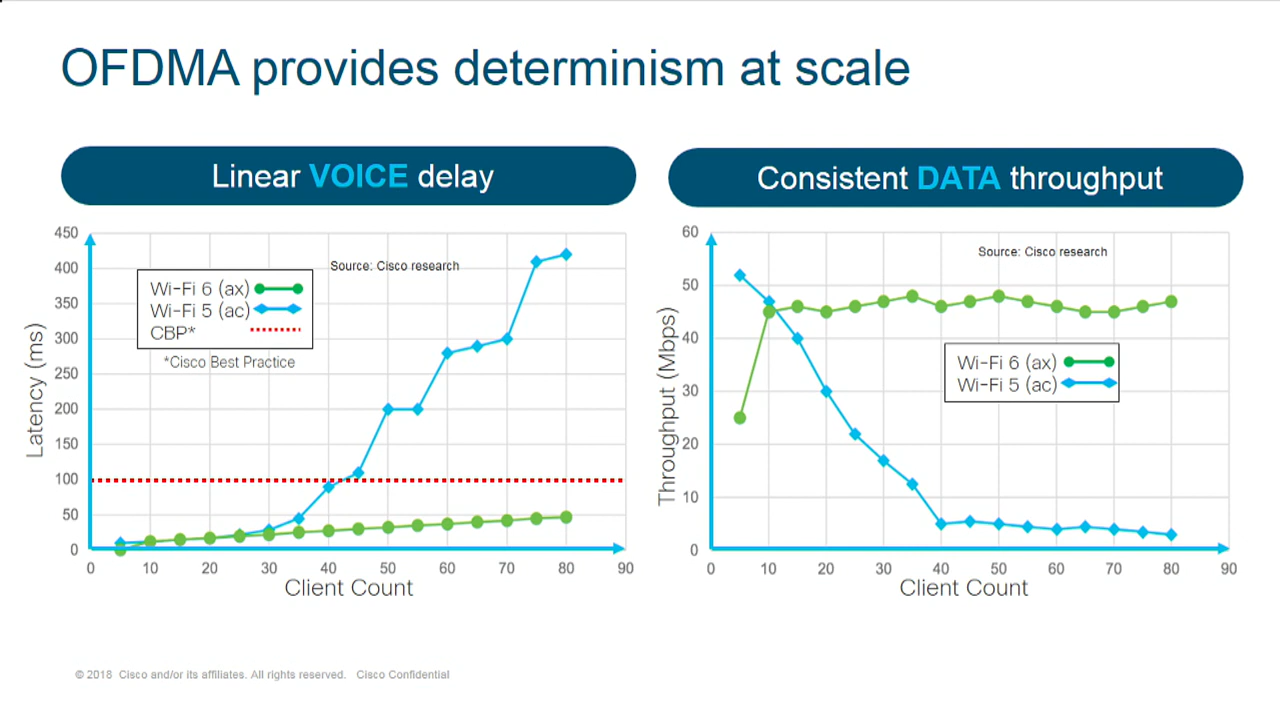 OFDMA provides determinism at scale
Linear VOICE delay
450
400
350
300
250
200
150
100
50
0
Latency (ms)
Source: Cisco research
Wi-Fi 6 (ax)
Wi-Fi 5 (ac)
CBP*
*Cisco Best Practice
0 10 20 30 40 50 60 70 80 90
Client Count
Consistent DATA throughput
60
50
40
30
20
10
0
Throughput (Mbps)
Source: Cisco research
Wi-Fi 6 (ax)
Wi-Fi 5 (ac)
0 10 20 30 40 50 60 70 80 90
Client Count
© 2018 Cisco and/or its affiliates. All rights reserved. Cisco Confidential